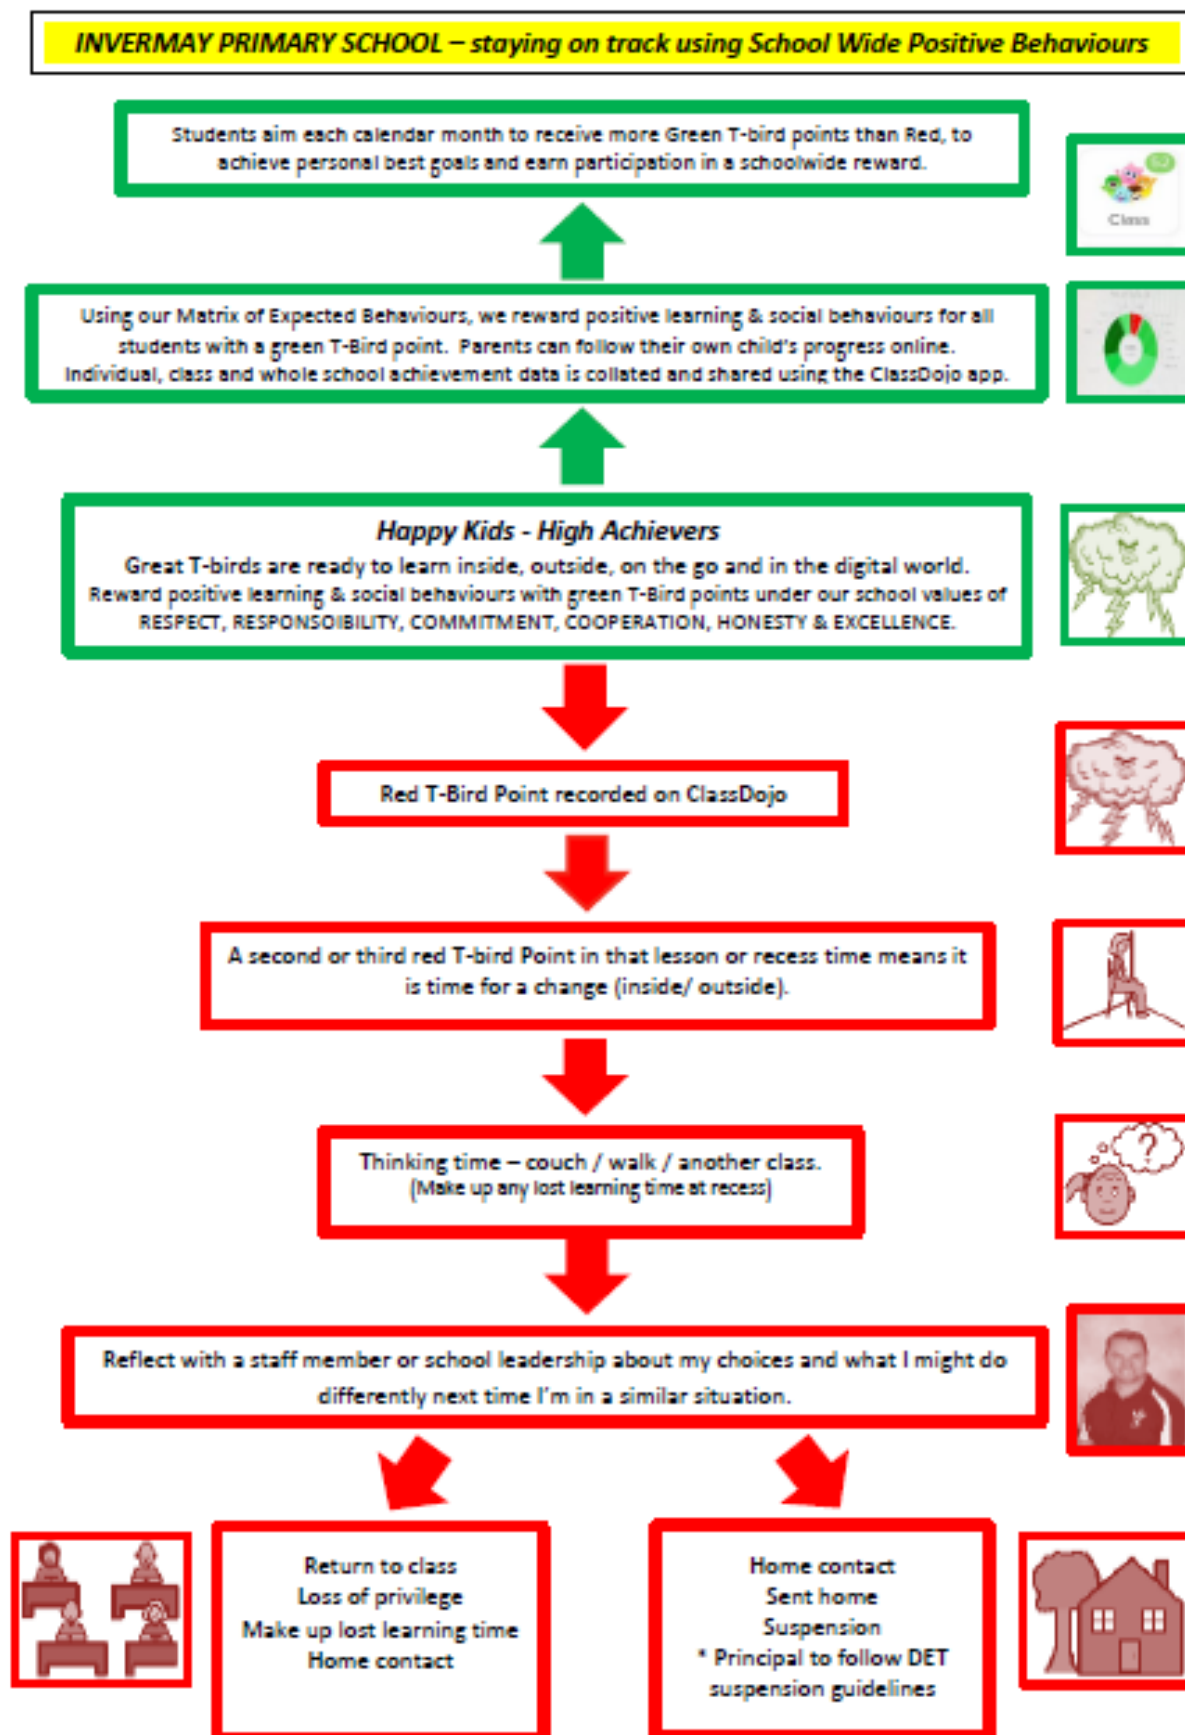 INVERMAY PRIMARY SCHOOL – staying on track using School Wide Positive Behaviours
Students aim each calendar month to receive more Green T-bird points than Red, to
achieve personal best goals and earn participation in a schoolwide reward.
Class
Using our Matrix of Expected Behaviours, we reward positive learning & social behaviours for all
students with a green T-Bird point. Parents can follow their own child's progress online.
Individual, class and whole school achievement data is collated and shared using the ClassDojo app.
Happy Kids - High Achievers
Great T-birds are ready to learn inside, outside, on the go and in the digital world.
Reward positive learning & social behaviours with green T-Bird points under our school values of
RESPECT, RESPONSOIBILITY, COMMITMENT, COOPERATION, HONESTY & EXCELLENCE.
Red T-Bird Point recorded on ClassDojo
A second or third red T-bird Point in that lesson or recess time means it
is time for a change (inside/ outside).
Thinking time – couch / walk / another class.
(Make up any lost learning time at recess)
?
Reflect with a staff member or school leadership about my choices and what I might do
differently next time I'm in a similar situation.
Return to class
Loss of privilege
Make up lost learning time
Home contact
Home contact
Sent home
Suspension
* Principal to follow DET
suspension guidelines